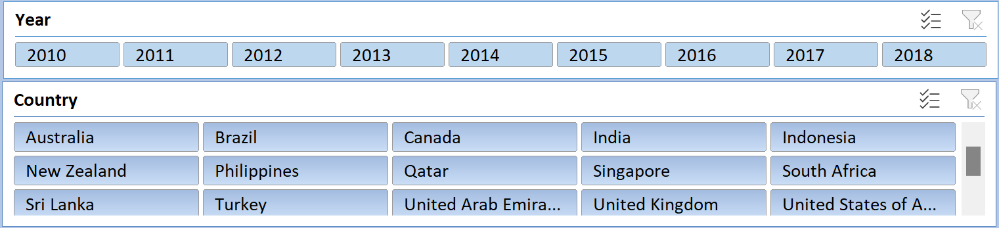 Year
2010 2011 2012 2013 2014 2015 2016 2017 2018
Country
Australia Brazil Canada India Indonesia
New Zealand Philippines Qatar Singapore South Africa
Sri Lanka Turkey United Arab Emira... United Kingdom United States of A...